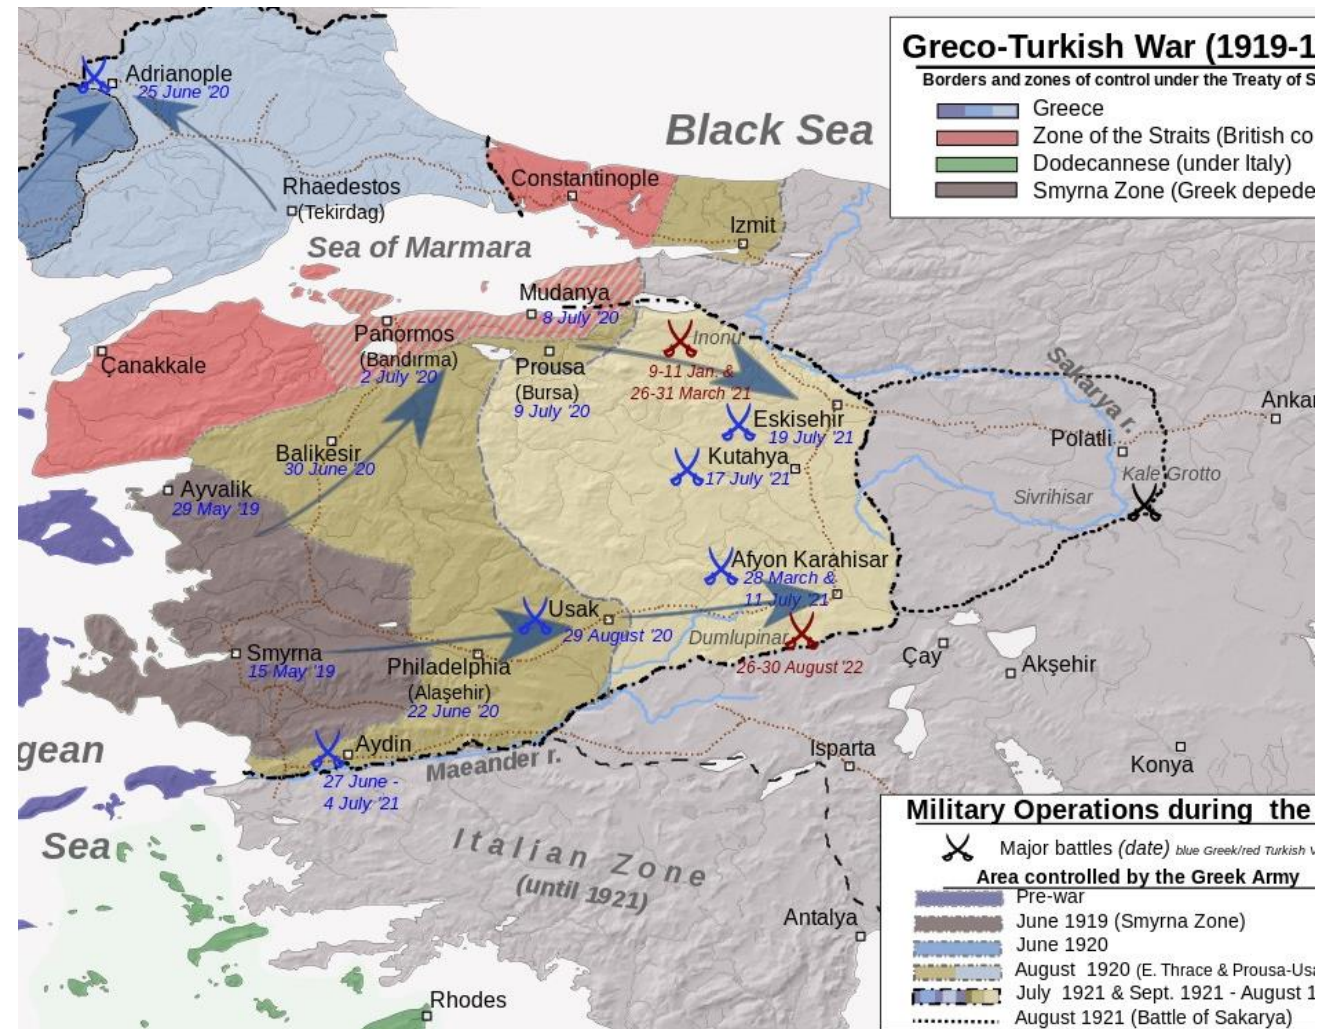 Greco-Turkish War (1919-1
Borders and zones of control under the Treaty of S
Greece
Zone of the Straits (British co
Dodecannese (under Italy)
Smyrna Zone (Greek depede
Adrianople
25 June '20
Black Sea
Rhaedestos
(Tekirdag)
Constantinople
Izmit
Sea of Marmara
Mudanya
8 July '20
Panormos
(Bandırma)
2 July '20
Çanakkale
Prousa
(Bursa)
9 July '20
Inonu
9-11 Jan. &
26-31 March '21
Eskisehir
19 July '21
Kutahya
17 July '21
Sakarya r.
Ankar
Polatli
Kale Grotto
Sivrihisar
Balikesir
30 June '20
Ayvalik
29 May '19
Afyon Karahisar
28 March &
11 July '21
Usak
29 August '20
Dumlupinar
26-30 August '22
Smyrna
15 May '19
Philadelphia
(Alaşehir)
22 June '20
Çay
Akşehir
Aydin
27 June -
4 July '21
Maeander r.
Isparta
Konya
gean
Sea
Italian Zone
(until 1921)
Antalya
Rhodes
Military Operations during the
Major battles (date) blue Greek/red Turkish V
Area controlled by the Greek Army
Pre-war
June 1919 (Smyrna Zone)
June 1920
August 1920 (E. Thrace & Prousa-Usa
July 1921 & Sept. 1921 - August 1
August 1921 (Battle of Sakarya)